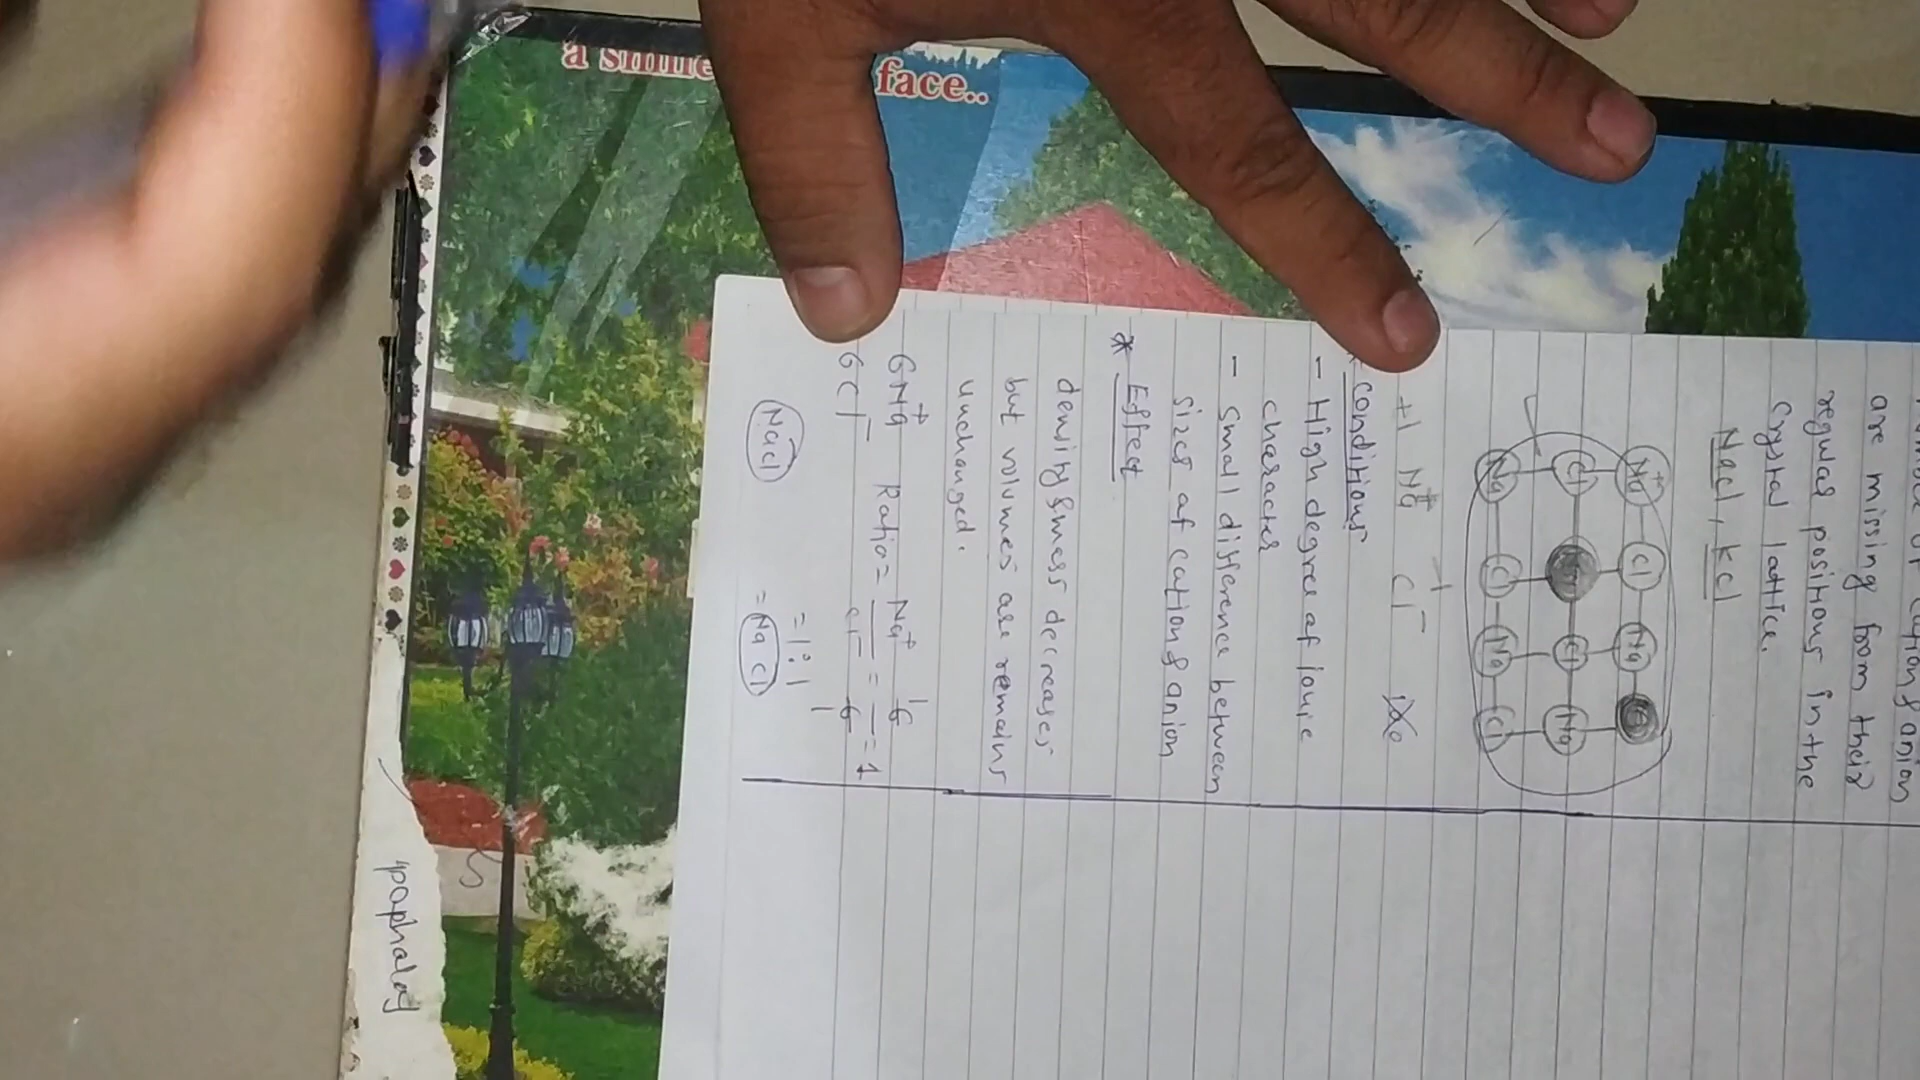 a smile
face..
are missing from their
regular positions in the
crystal lattice.
NaCl, KCl
Na+ Cl Na
Cl- Cl Na
Na Cl Na Cl
+1 Na+ Cl-
conditions
- High degree of ionic
character
- small difference between
sizes of cation & anion
* Effect
density & mass decreases
but volumes are remains
unchanged.
6Na+ Ratio = Na+ / Cl- = 6 / 6 = 1
6Cl-
= 1:1
NaCl = NaCl
pophalay